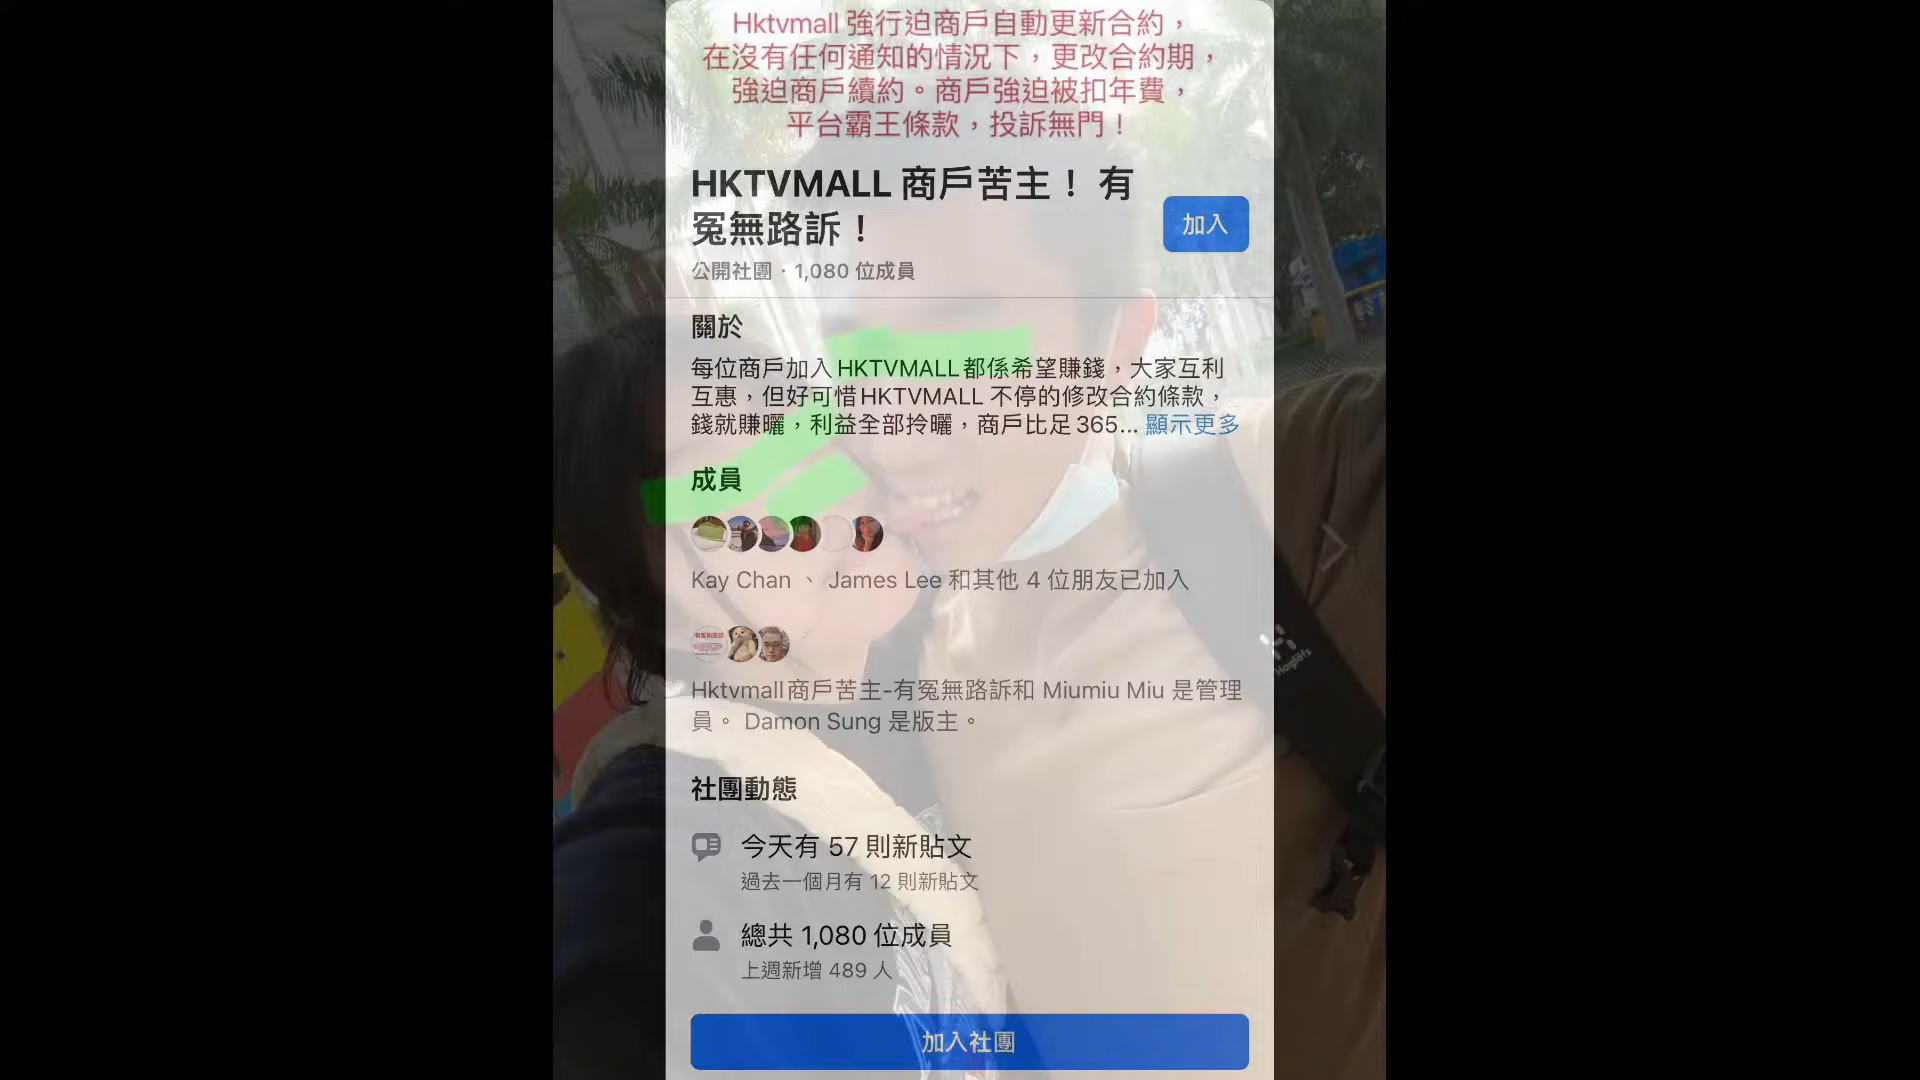 Hktvmall 強行迫商戶自動更新合約，
在沒有任何通知的情況下，更改合約期，
強迫商戶續約。商戶強迫被扣年費，
平台霸王條款，投訴無門！
HKTVMALL 商戶苦主！ 有
冤無路訴！
加入
公開社團 · 1,080 位成員
關於
每位商戶加入 HKTVMALL 都係希望賺錢，大家互利
互惠，但好可惜HKTVMALL 不停的修改合約條款，
錢就賺曬，利益全部拎曬，商戶比足 365... 顯示更多
成員
Kay Chan 、 James Lee 和其他 4 位朋友已加入
Hktvmall商戶苦主-有冤無路訴和 Miumiu Miu 是管理
員。 Damon Sung 是版主。
Haglöfs
社團動態
今天有 57 則新貼文
過去一個月有 12 則新貼文
總共 1,080 位成員
上週新增 489 人
加入社團